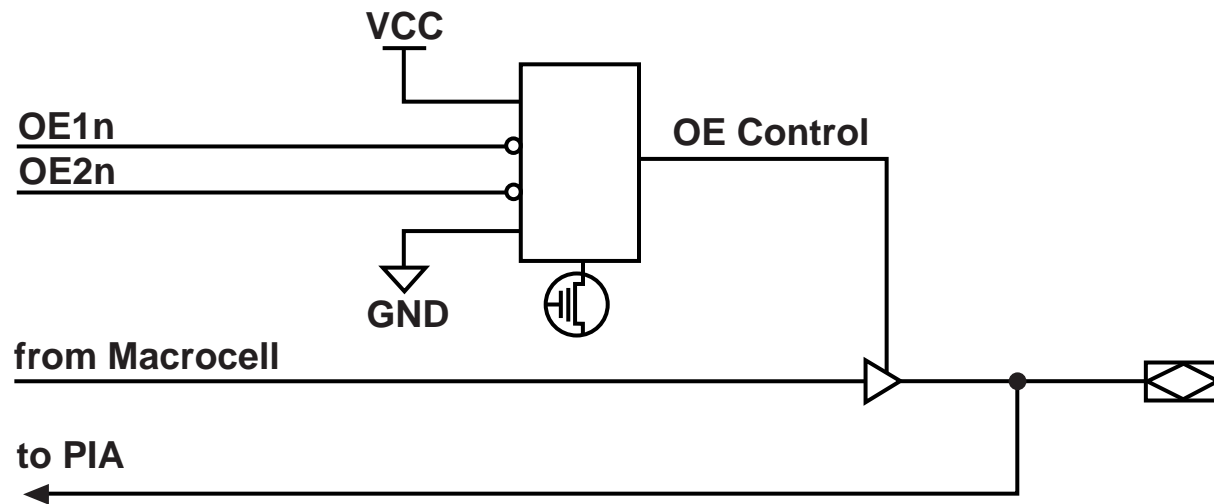 VCC
OE1n
OE Control
OE2n
GND
from Macrocell
to PIA